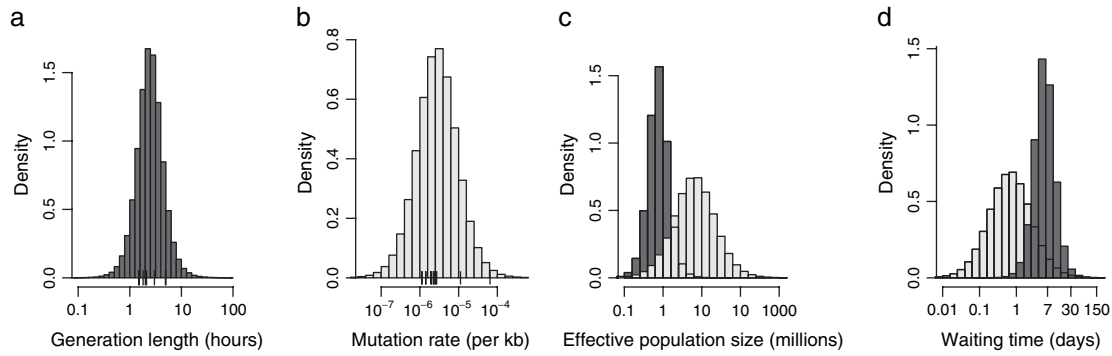 a
Density
0.0 0.5 1.0 1.5
0.1 1 10 100
Generation length (hours)
b
Density
0.0 0.2 0.4 0.6 0.8
10⁻⁷ 10⁻⁶ 10⁻⁵ 10⁻⁴
Mutation rate (per kb)
c
Density
0.0 0.5 1.0 1.5
0.1 1 10 10 1000
Effective population size (millions)
d
Density
0.0 0.5 1.0 1.5
0.01 0.1 1 7 30 150
Waiting time (days)